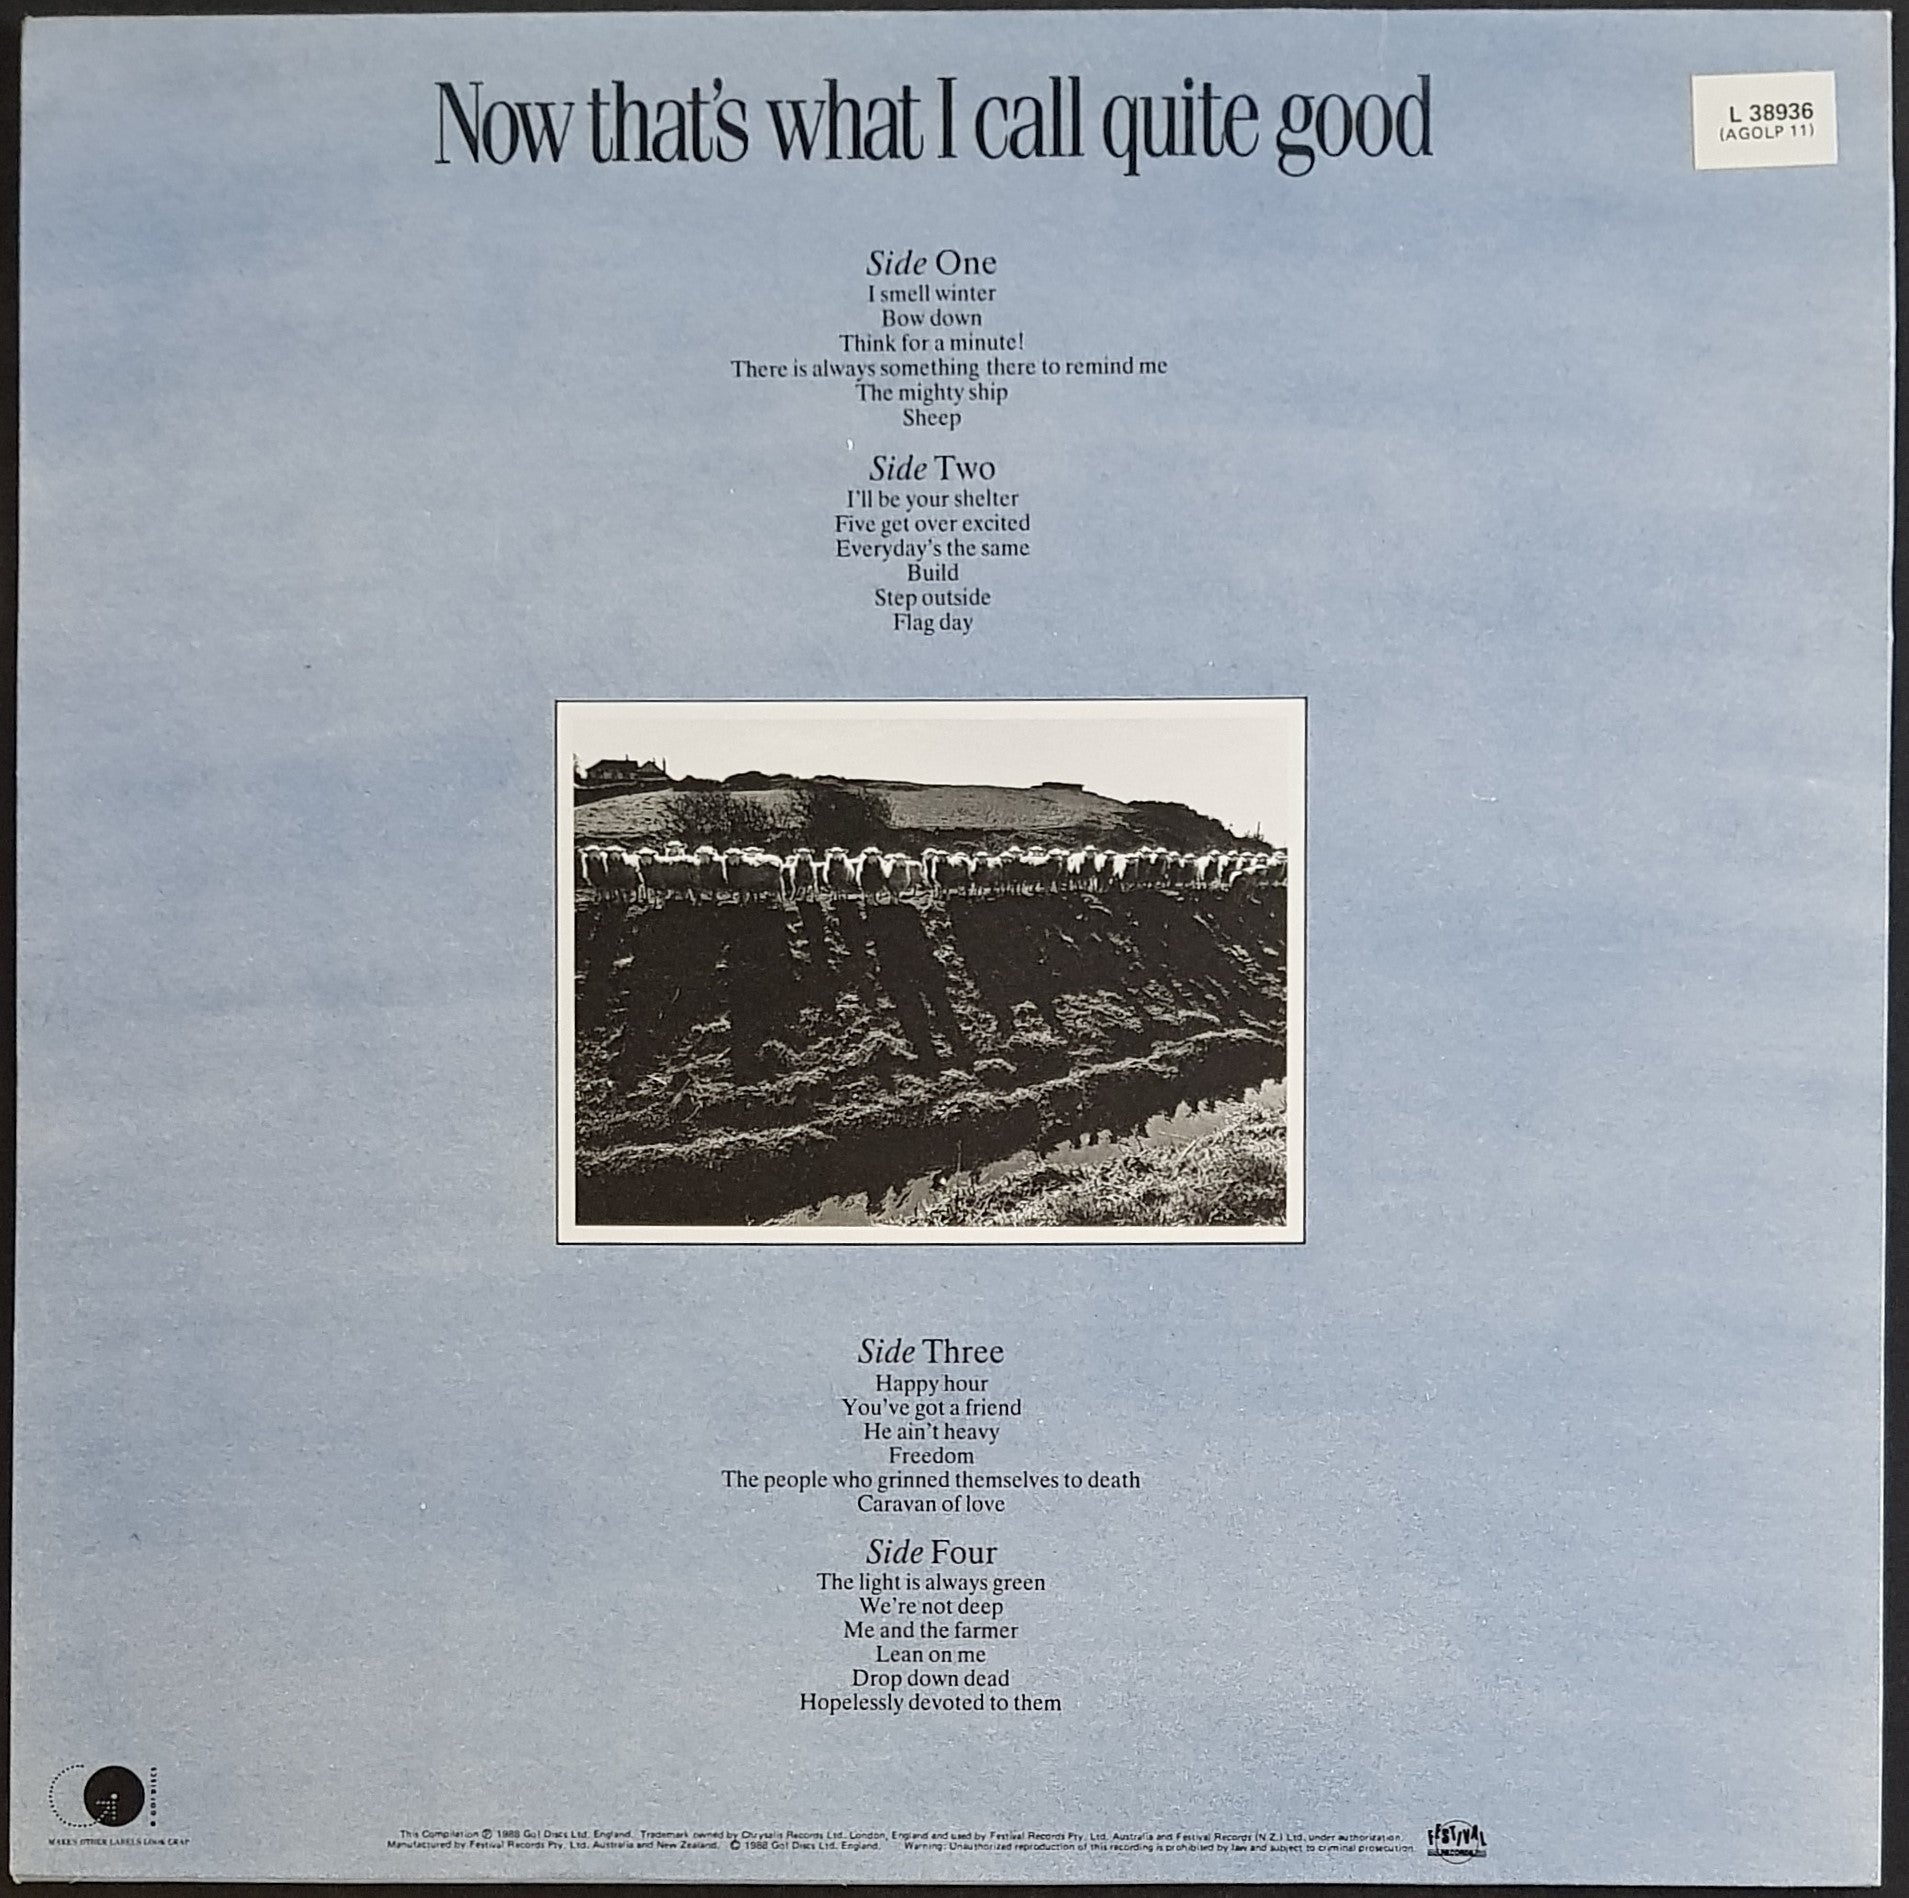 Now that's what I call quite good
L 38936
(AGOLP 11)
Side One
I smell winter
Bow down
Think for a minute!
There is always something there to remind me
The mighty ship
Sheep
Side Two
I'll be your shelter
Five get over excited
Everyday's the same
Build
Step outside
Flag day
Side Three
Happy hour
You've got a friend
He ain't heavy
Freedom
The people who grinned themselves to death
Caravan of love
Side Four
The light is always green
We're not deep
Me and the farmer
Lean on me
Drop down dead
Hopelessly devoted to them
GO! DISCS
MAKES OTHER LABELS LOOK CRAP
This Compilation ℗ 1988 Go! Discs Ltd. England. Trademark owned by Chrysalis Records Ltd. London, England and used by Festival Records Pty. Ltd. Australia and Festival Records (N.Z.) Ltd. under authorization.
Manufactured by Festival Records Pty. Ltd. Australia and New Zealand. © 1988 Go! Discs Ltd. England. Warning: Unauthorized reproduction of this recording is prohibited by law and subject to criminal prosecution.
FESTIVAL
RECORDS